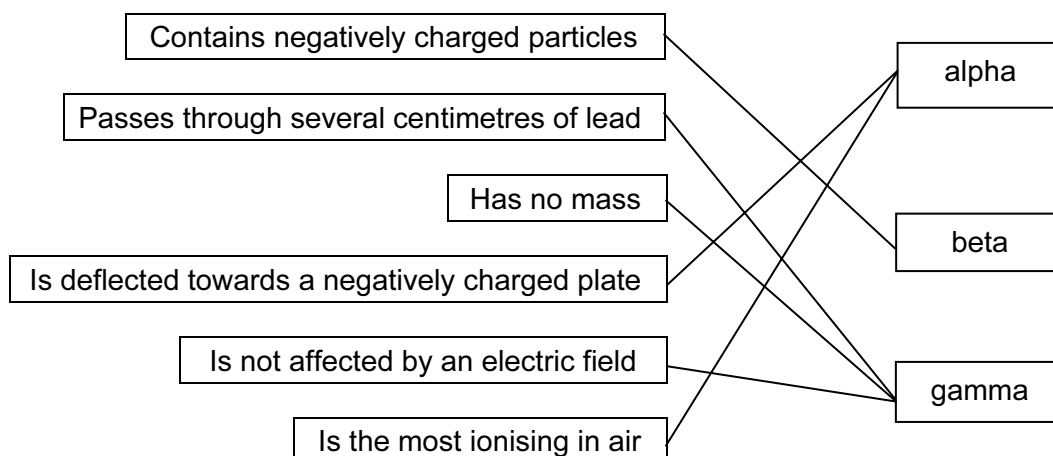 Contains negatively charged particles
alpha
Passes through several centimetres of lead
Has no mass
beta
Is deflected towards a negatively charged plate
Is not affected by an electric field
gamma
Is the most ionising in air